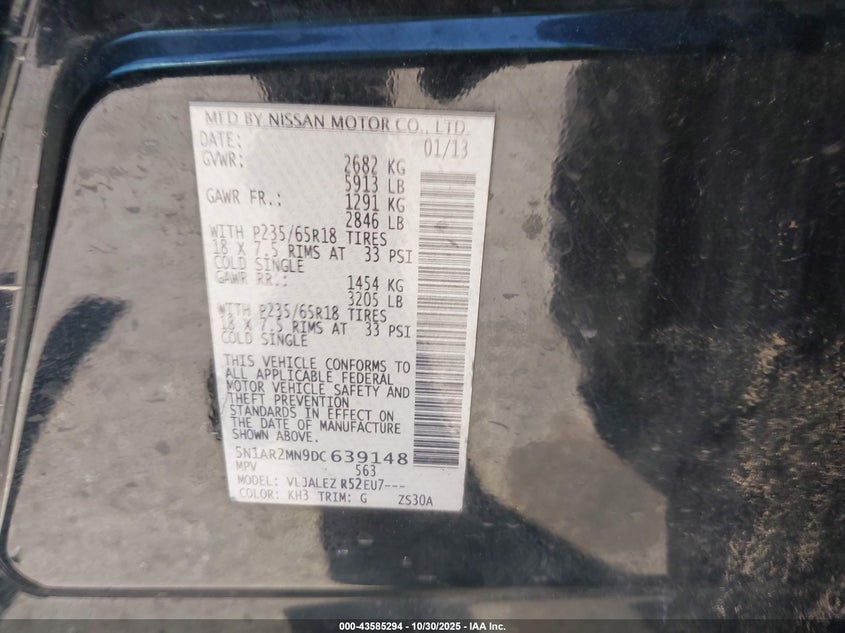 MFD BY NISSAN MOTOR CO., LTD.
DATE: 01/13
GVWR: 2682 KG
5913 LB
GAWR FR.: 1291 KG
2846 LB
WITH P235/65R18 TIRES
18 X 7.5 RIMS AT 33 PSI
COLD SINGLE
GAWR RR.: 1454 KG
3205 LB
WITH P235/65R18 TIRES
18 X 7.5 RIMS AT 33 PSI
COLD SINGLE
THIS VEHICLE CONFORMS TO
ALL APPLICABLE FEDERAL
MOTOR VEHICLE SAFETY AND
THEFT PREVENTION
STANDARDS IN EFFECT ON
THE DATE OF MANUFACTURE
SHOWN ABOVE.
5N1AR2MN9DC 639148
MPV 563
MODEL: VLJALEZ R52EU7---
COLOR: KH3 TRIM: G ZS30A
000-43585294 - 10/30/2025 - IAA Inc.